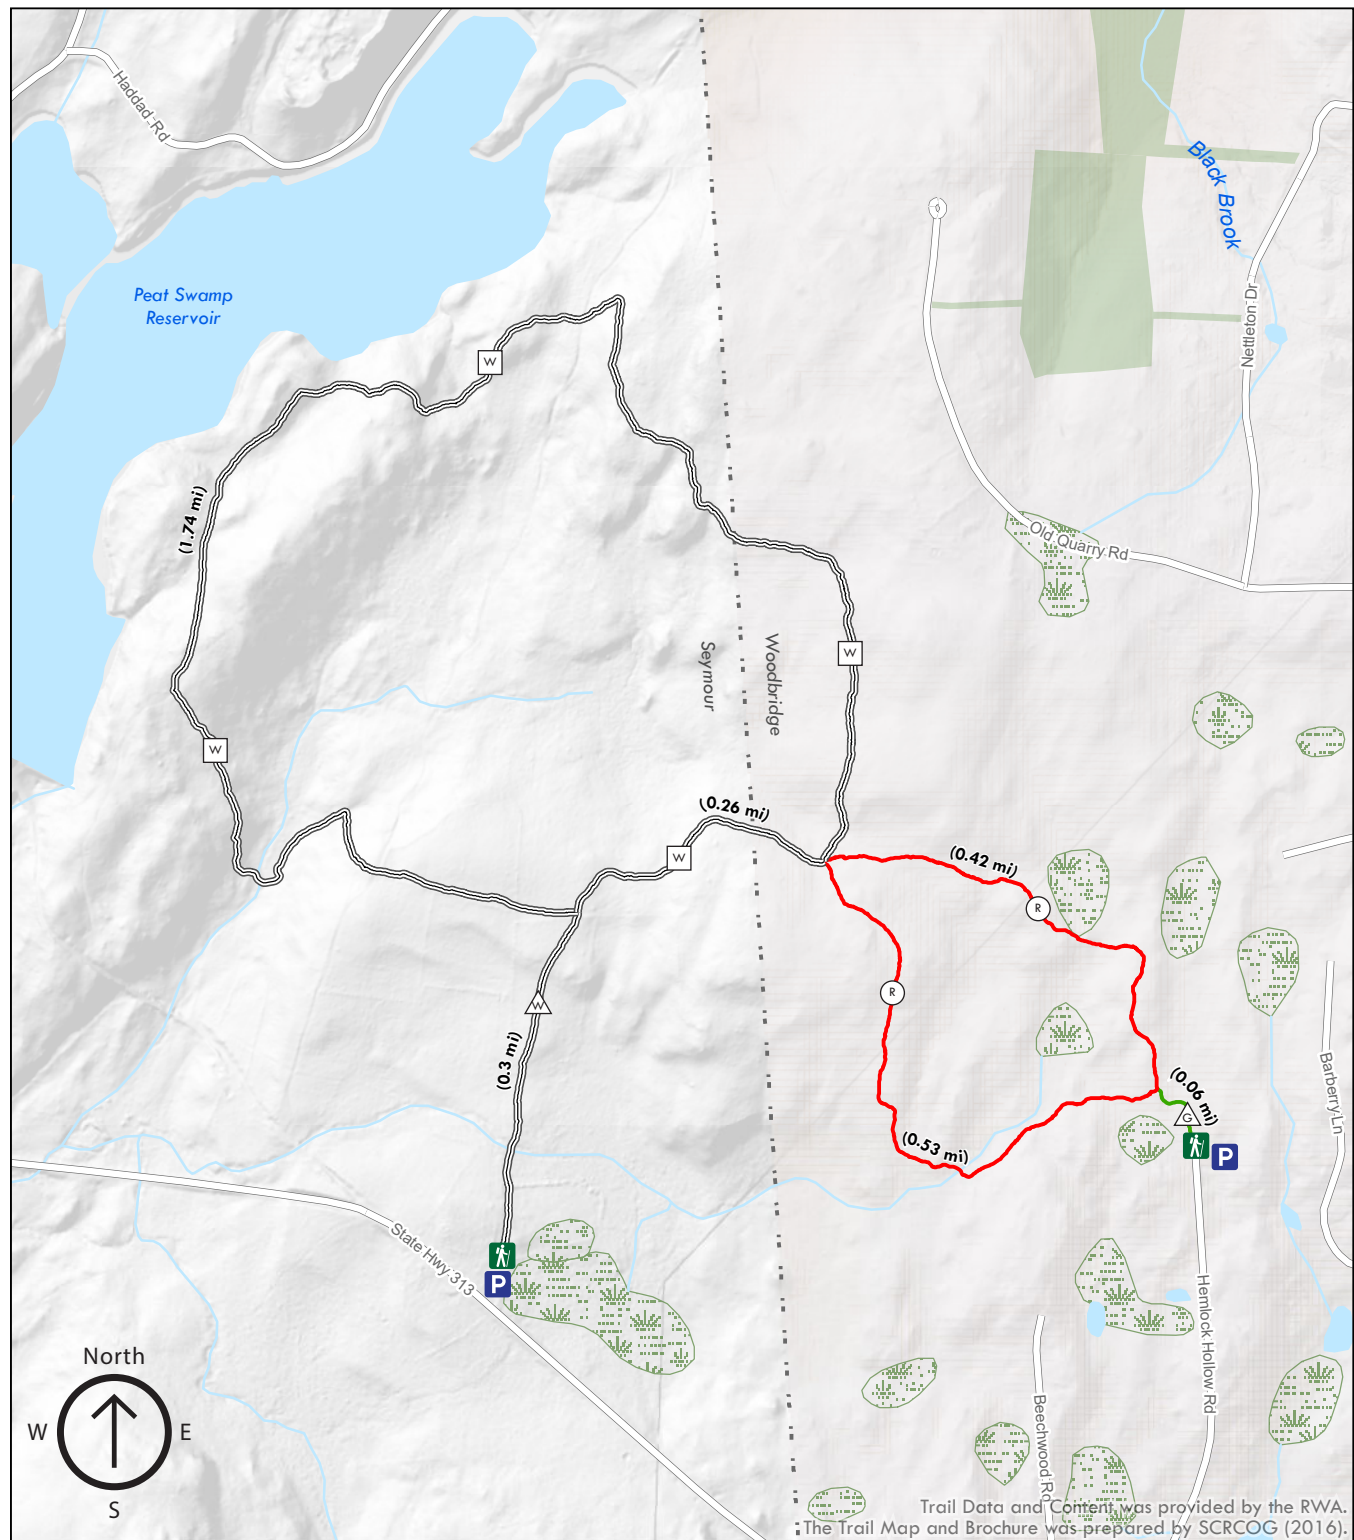 Haddad Rd
Black Brook
Peat Swamp
Reservoir
Nettleton Dr
W
(1.74 mi)
Old Quarry Rd
Seymour
Woodbridge
W
W
(0.26 mi)
W
(0.42 mi)
R
R
W
(0.3 mi)
(0.06 mi)
G
Barberry Ln
(0.53 mi)
P
State Hwy 313
P
Hemlock Hollow Rd
Beechwood Rd
North
W
E
S
Trail Data and Content was provided by the RWA.
The Trail Map and Brochure was prepared by SCRCOG (2016).